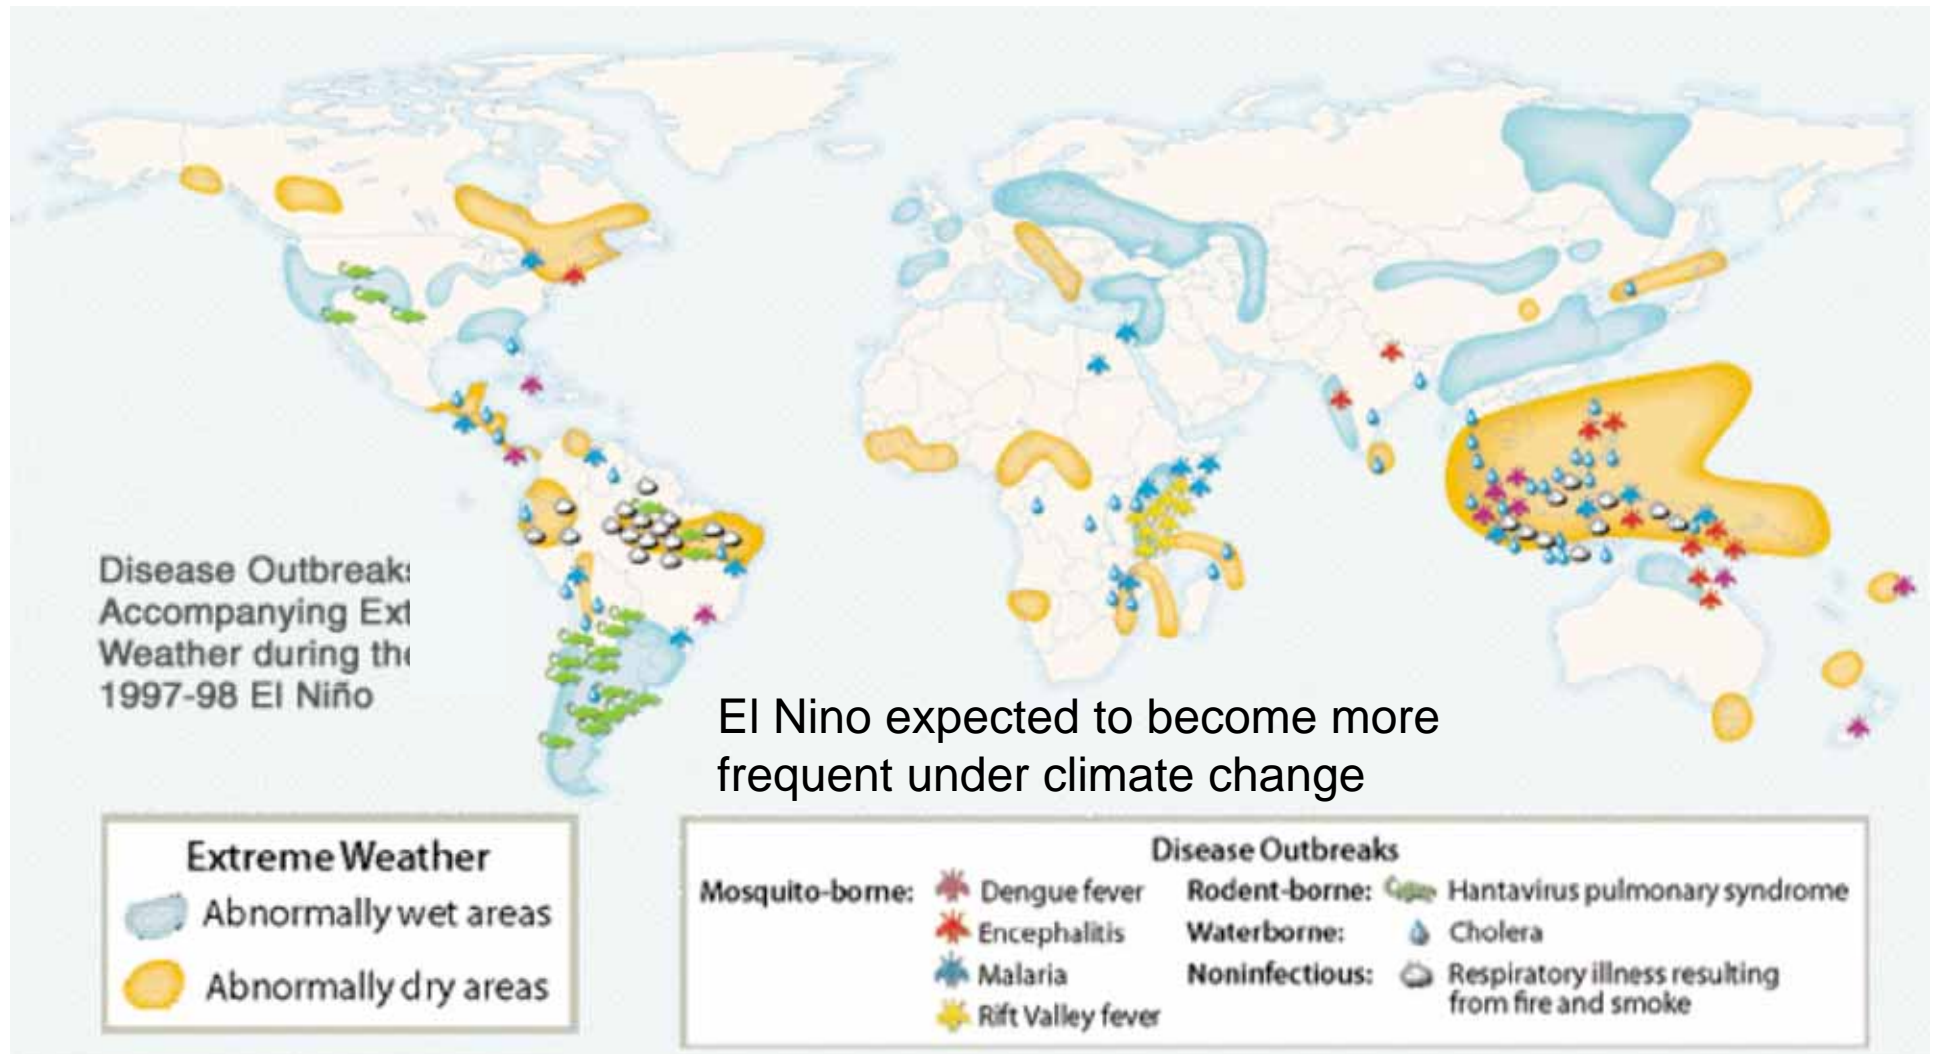 Disease Outbreak
Accompanying Ext
Weather during the
1997-98 El Niño
El Nino expected to become more
frequent under climate change
Extreme Weather
Abnormally wet areas
Abnormally dry areas
Disease Outbreaks
Mosquito-borne:
Dengue fever
Encephalitis
Malaria
Rift Valley fever
Rodent-borne:
Hantavirus pulmonary syndrome
Waterborne:
Cholera
Noninfectious:
Respiratory illness resulting
from fire and smoke